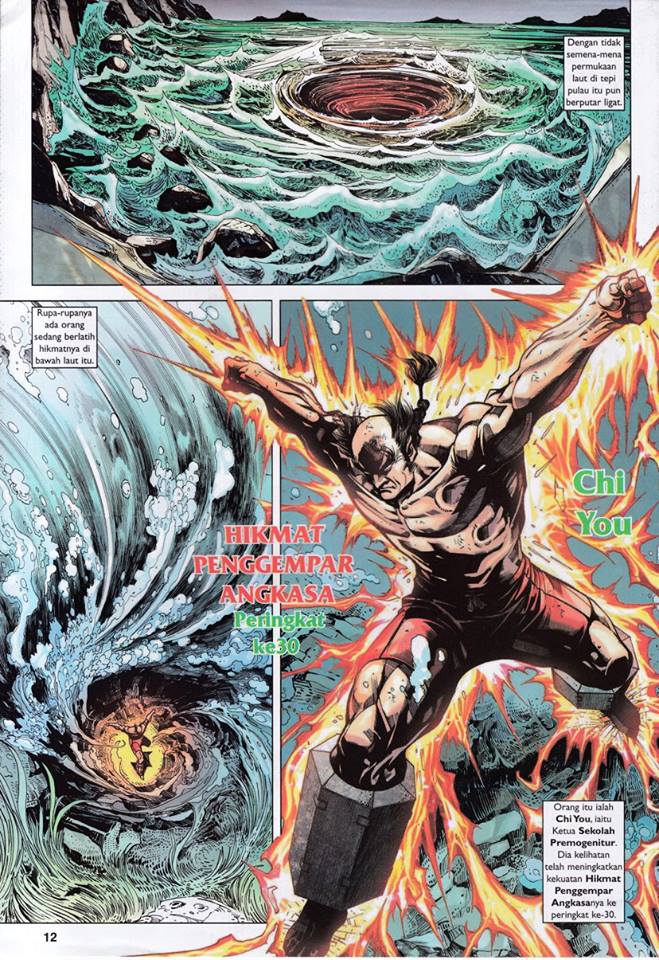 Dengan tidak
semena-mena
permukaan
laut di tepi
pulau itu pun
berputar ligat.
Rupa-rupanya
ada orang
sedang berlatih
hikmatnya di
bawah laut itu.
HIKMAT
PENGGEMPAR
ANGKASA
Peringkat
ke30
Chi
You
Orang itu ialah
Chi You, iaitu
Ketua Sekolah
Premogenitur.
Dia kelihatan
telah meningkatkan
kekuatan Hikmat
Penggempar
Angkasanya ke
peringkat ke-30.
12